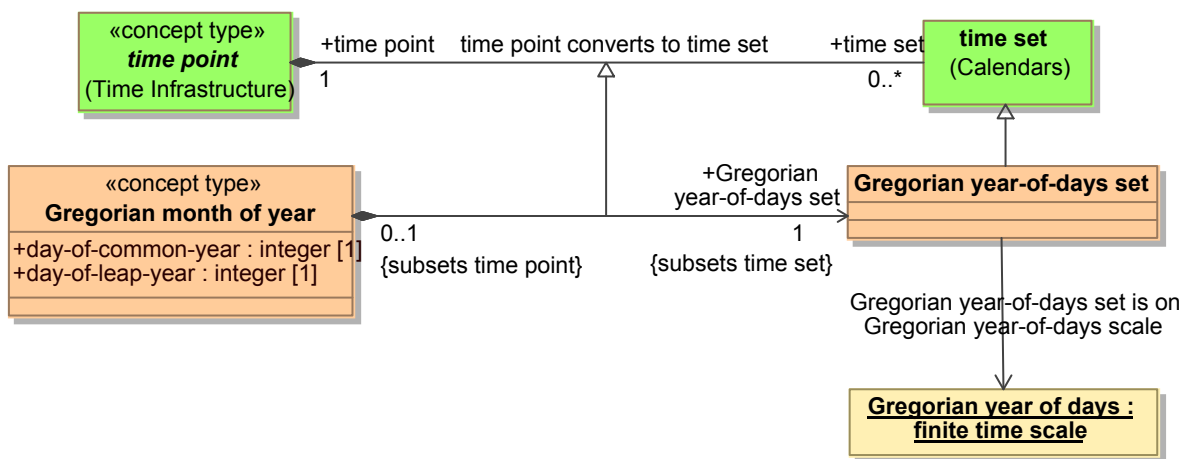 «concept type»
time point
(Time Infrastructure)
+time point
1
time point converts to time set
+time set
0..*
time set
(Calendars)
«concept type»
Gregorian month of year
+day-of-common-year : integer [1]
+day-of-leap-year : integer [1]
0..1
{subsets time point}
+Gregorian
year-of-days set
1
{subsets time set}
Gregorian year-of-days set
Gregorian year-of-days set is on
Gregorian year-of-days scale
Gregorian year of days :
finite time scale